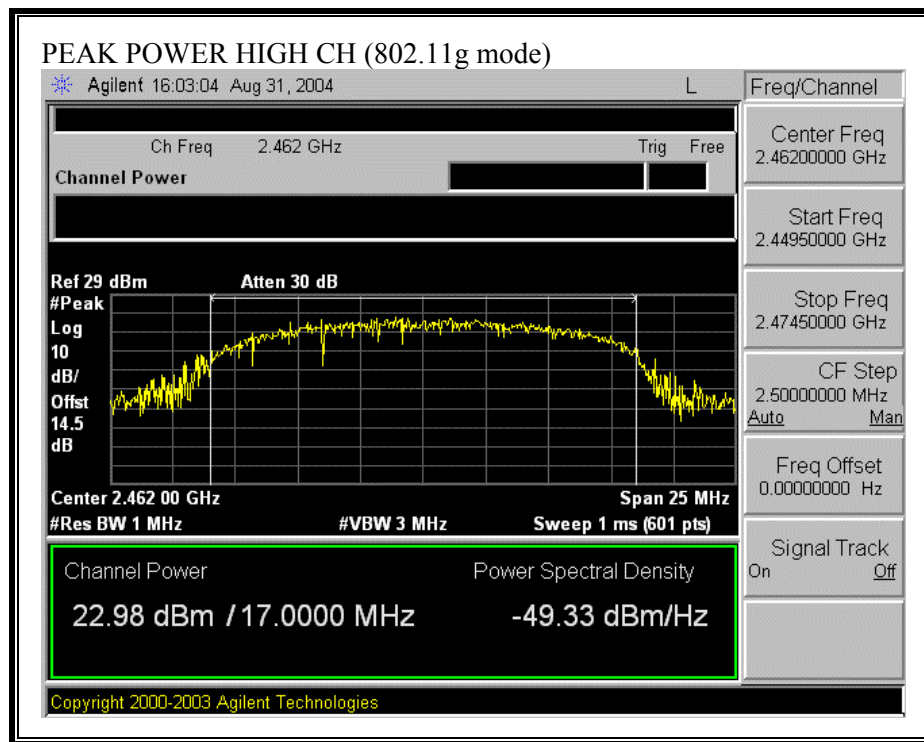 PEAK POWER HIGH CH (802.11g mode)
Agilent 16:03:04 Aug 31, 2004 L
Freq/Channel
Ch Freq 2.462 GHz Trig Free
Channel Power
Center Freq
2.46200000 GHz
Start Freq
2.44950000 GHz
Stop Freq
2.47450000 GHz
CF Step
2.50000000 MHz
Auto Man
Freq Offset
0.00000000 Hz
Signal Track
On Off
Ref 29 dBm Atten 30 dB
#Peak
Log
10
dB/
Offst
14.5
dB
Center 2.462 00 GHz Span 25 MHz
#Res BW 1 MHz #VBW 3 MHz Sweep 1 ms (601 pts)
Channel Power Power Spectral Density
22.98 dBm / 17.0000 MHz -49.33 dBm/Hz
Copyright 2000-2003 Agilent Technologies